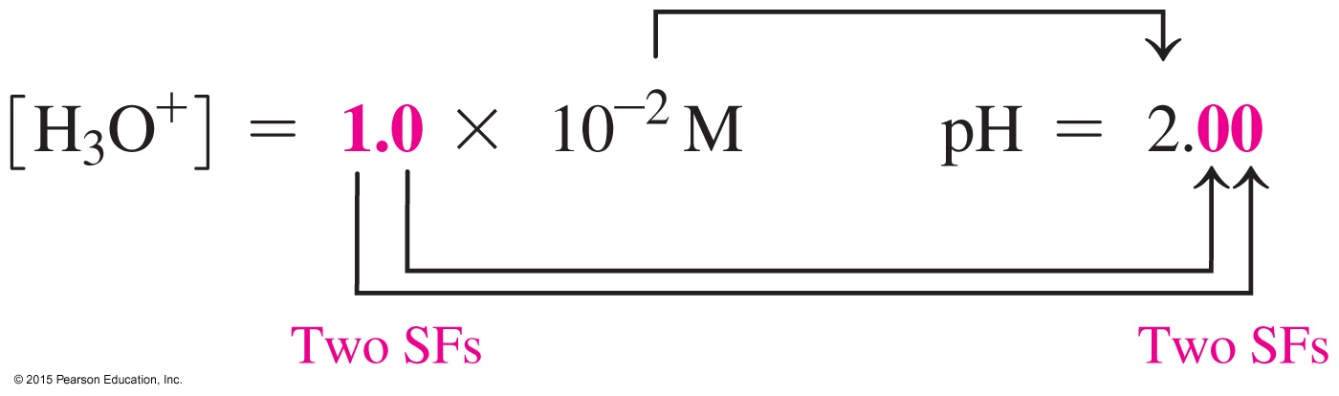 [H₃O⁺] = 1.0 × 10⁻² M pH = 2.00
Two SFs Two SFs
© 2015 Pearson Education, Inc.